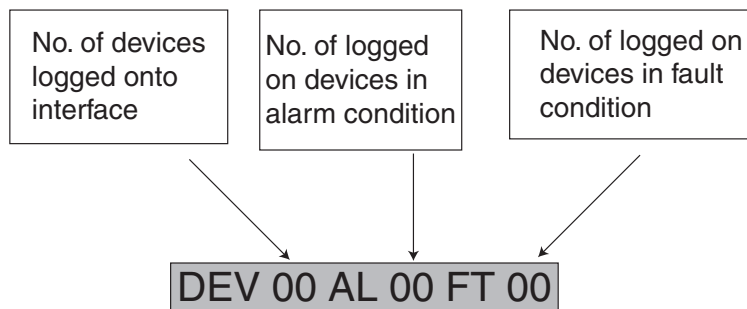 No. of devices
logged onto
interface
No. of logged
on devices in
alarm condition
No. of logged on
devices in fault
condition
DEV 00 AL 00 FT 00